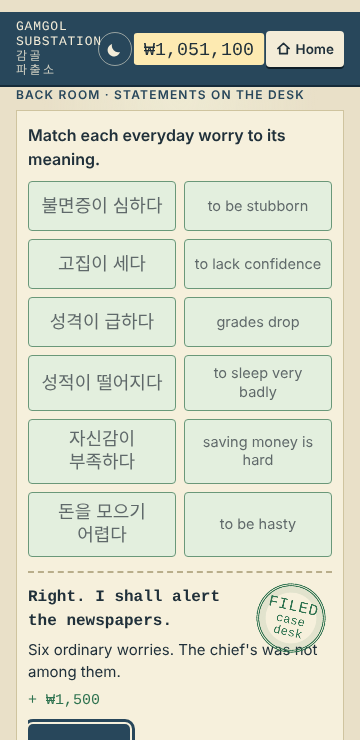 GAMGOL
SUBSTATION
감골
파출소
₩1,051,100
Home
BACK ROOM · STATEMENTS ON THE DESK
Match each everyday worry to its
meaning.
불면증이 심하다
to be stubborn
고집이 세다
to lack confidence
성격이 급하다
grades drop
성적이 떨어지다
to sleep very
badly
자신감이
부족하다
saving money is
hard
돈을 모으기
어렵다
to be hasty
Right. I shall alert
the newspapers.
FILED
case
desk
Six ordinary worries. The chief's was not
among them.
+ ₩1,500